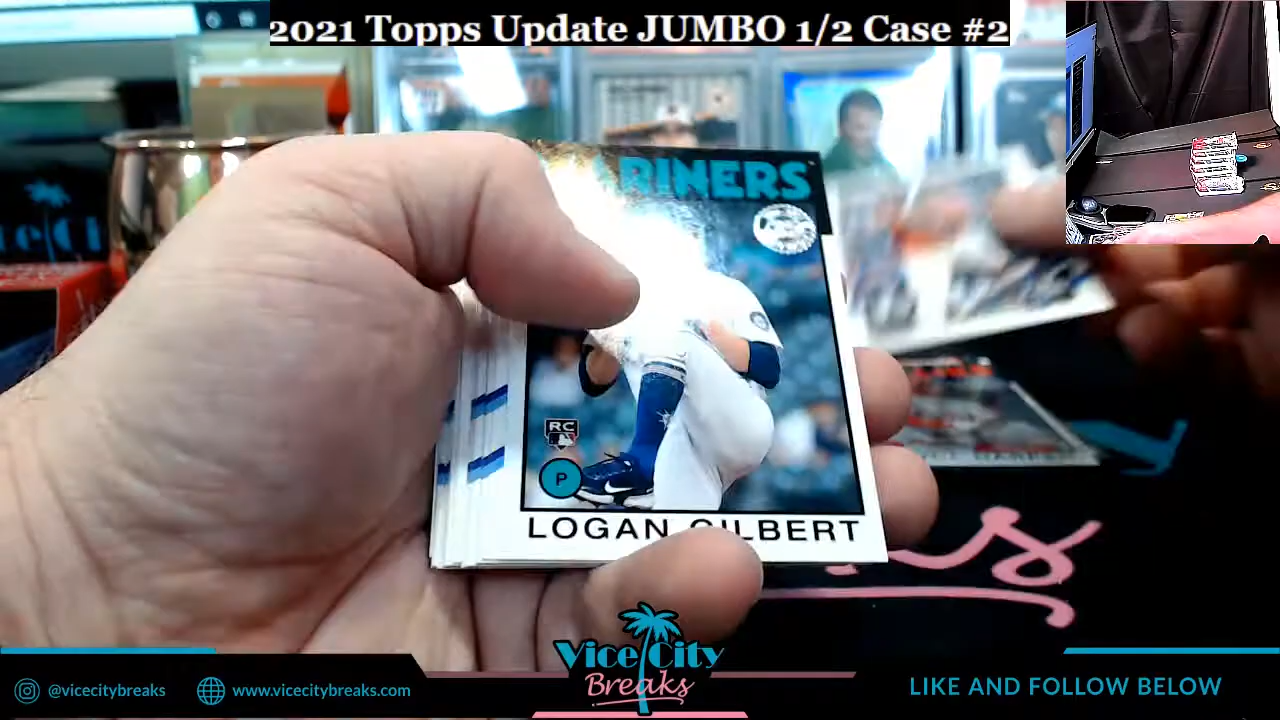 2021 Topps Update JUMBO 1/2 Case #2
RINERS
RC
P
LOGAN GILBERT
Vice City
Breaks
@vicecitybreaks
www.vicecitybreaks.com
LIKE AND FOLLOW BELOW